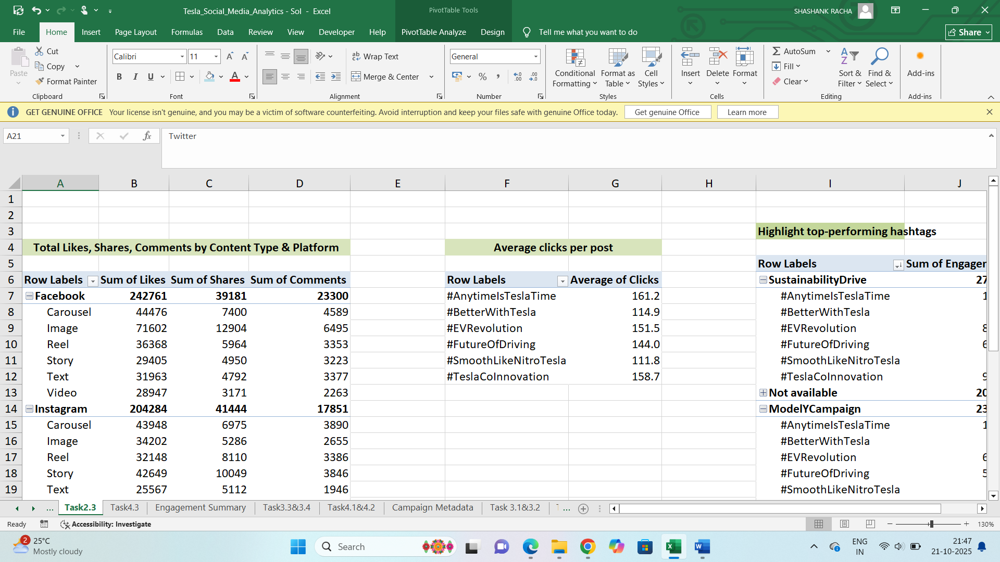 Tesla_Social_Media_Analytics - Sol - Excel
PivotTable Tools
SHASHANK RACHA
File Home Insert Page Layout Formulas Data Review View Developer Help PivotTable Analyze Design Tell me what you want to do Share
Paste
Cut
Copy
Format Painter
Clipboard
Calibri 11
B I U
Font
Wrap Text
Merge & Center
Alignment
General
%
Number
Conditional Formatting
Format as Table
Cell Styles
Styles
Insert Delete Format
Cells
AutoSum
Fill
Clear
Sort & Filter
Find & Select
Editing
Add-ins
Add-ins
GET GENUINE OFFICE Your license isn't genuine, and you may be a victim of software counterfeiting. Avoid interruption and keep your files safe with genuine Office today. Get genuine Office Learn more
A21 fx Twitter
A B C D E F G H I J
1
2
3 Highlight top-performing hashtags
4 Total Likes, Shares, Comments by Content Type & Platform Average clicks per post
5 Row Labels Sum of Engager
6 Row Labels Sum of Likes Sum of Shares Sum of Comments Row Labels Average of Clicks SustainabilityDrive 27
7 Facebook 242761 39181 23300 #AnytimeIsTeslaTime 161.2 #AnytimeIsTeslaTime 1
8 Carousel 44476 7400 4589 #BetterWithTesla 114.9 #BetterWithTesla
9 Image 71602 12904 6495 #EVRevolution 151.5 #EVRevolution 8
10 Reel 36368 5964 3353 #FutureOfDriving 144.0 #FutureOfDriving 6
11 Story 29405 4950 3223 #SmoothLikeNitroTesla 111.8 #SmoothLikeNitroTesla
12 Text 31963 4792 3377 #TeslaCoInnovation 158.7 #TeslaCoInnovation 9
13 Video 28947 3171 2263 Not available 20
14 Instagram 204284 41444 17851 ModelYCampaign 23
15 Carousel 43948 6975 3890 #AnytimeIsTeslaTime 1
16 Image 34202 5286 2655 #BetterWithTesla
17 Reel 32148 8110 3386 #EVRevolution 6
18 Story 42649 10049 3846 #FutureOfDriving 5
19 Text 25567 5112 1946 #SmoothLikeNitroTesla
... Task2.3 Task4.3 Engagement Summary Task3.3&3.4 Task4.1&4.2 Campaign Metadata Task 3.1&3.2 ...
Ready Accessibility: Investigate 130%
2 25°C
Mostly cloudy
Search
ENG
IN
21:47
21-10-2025